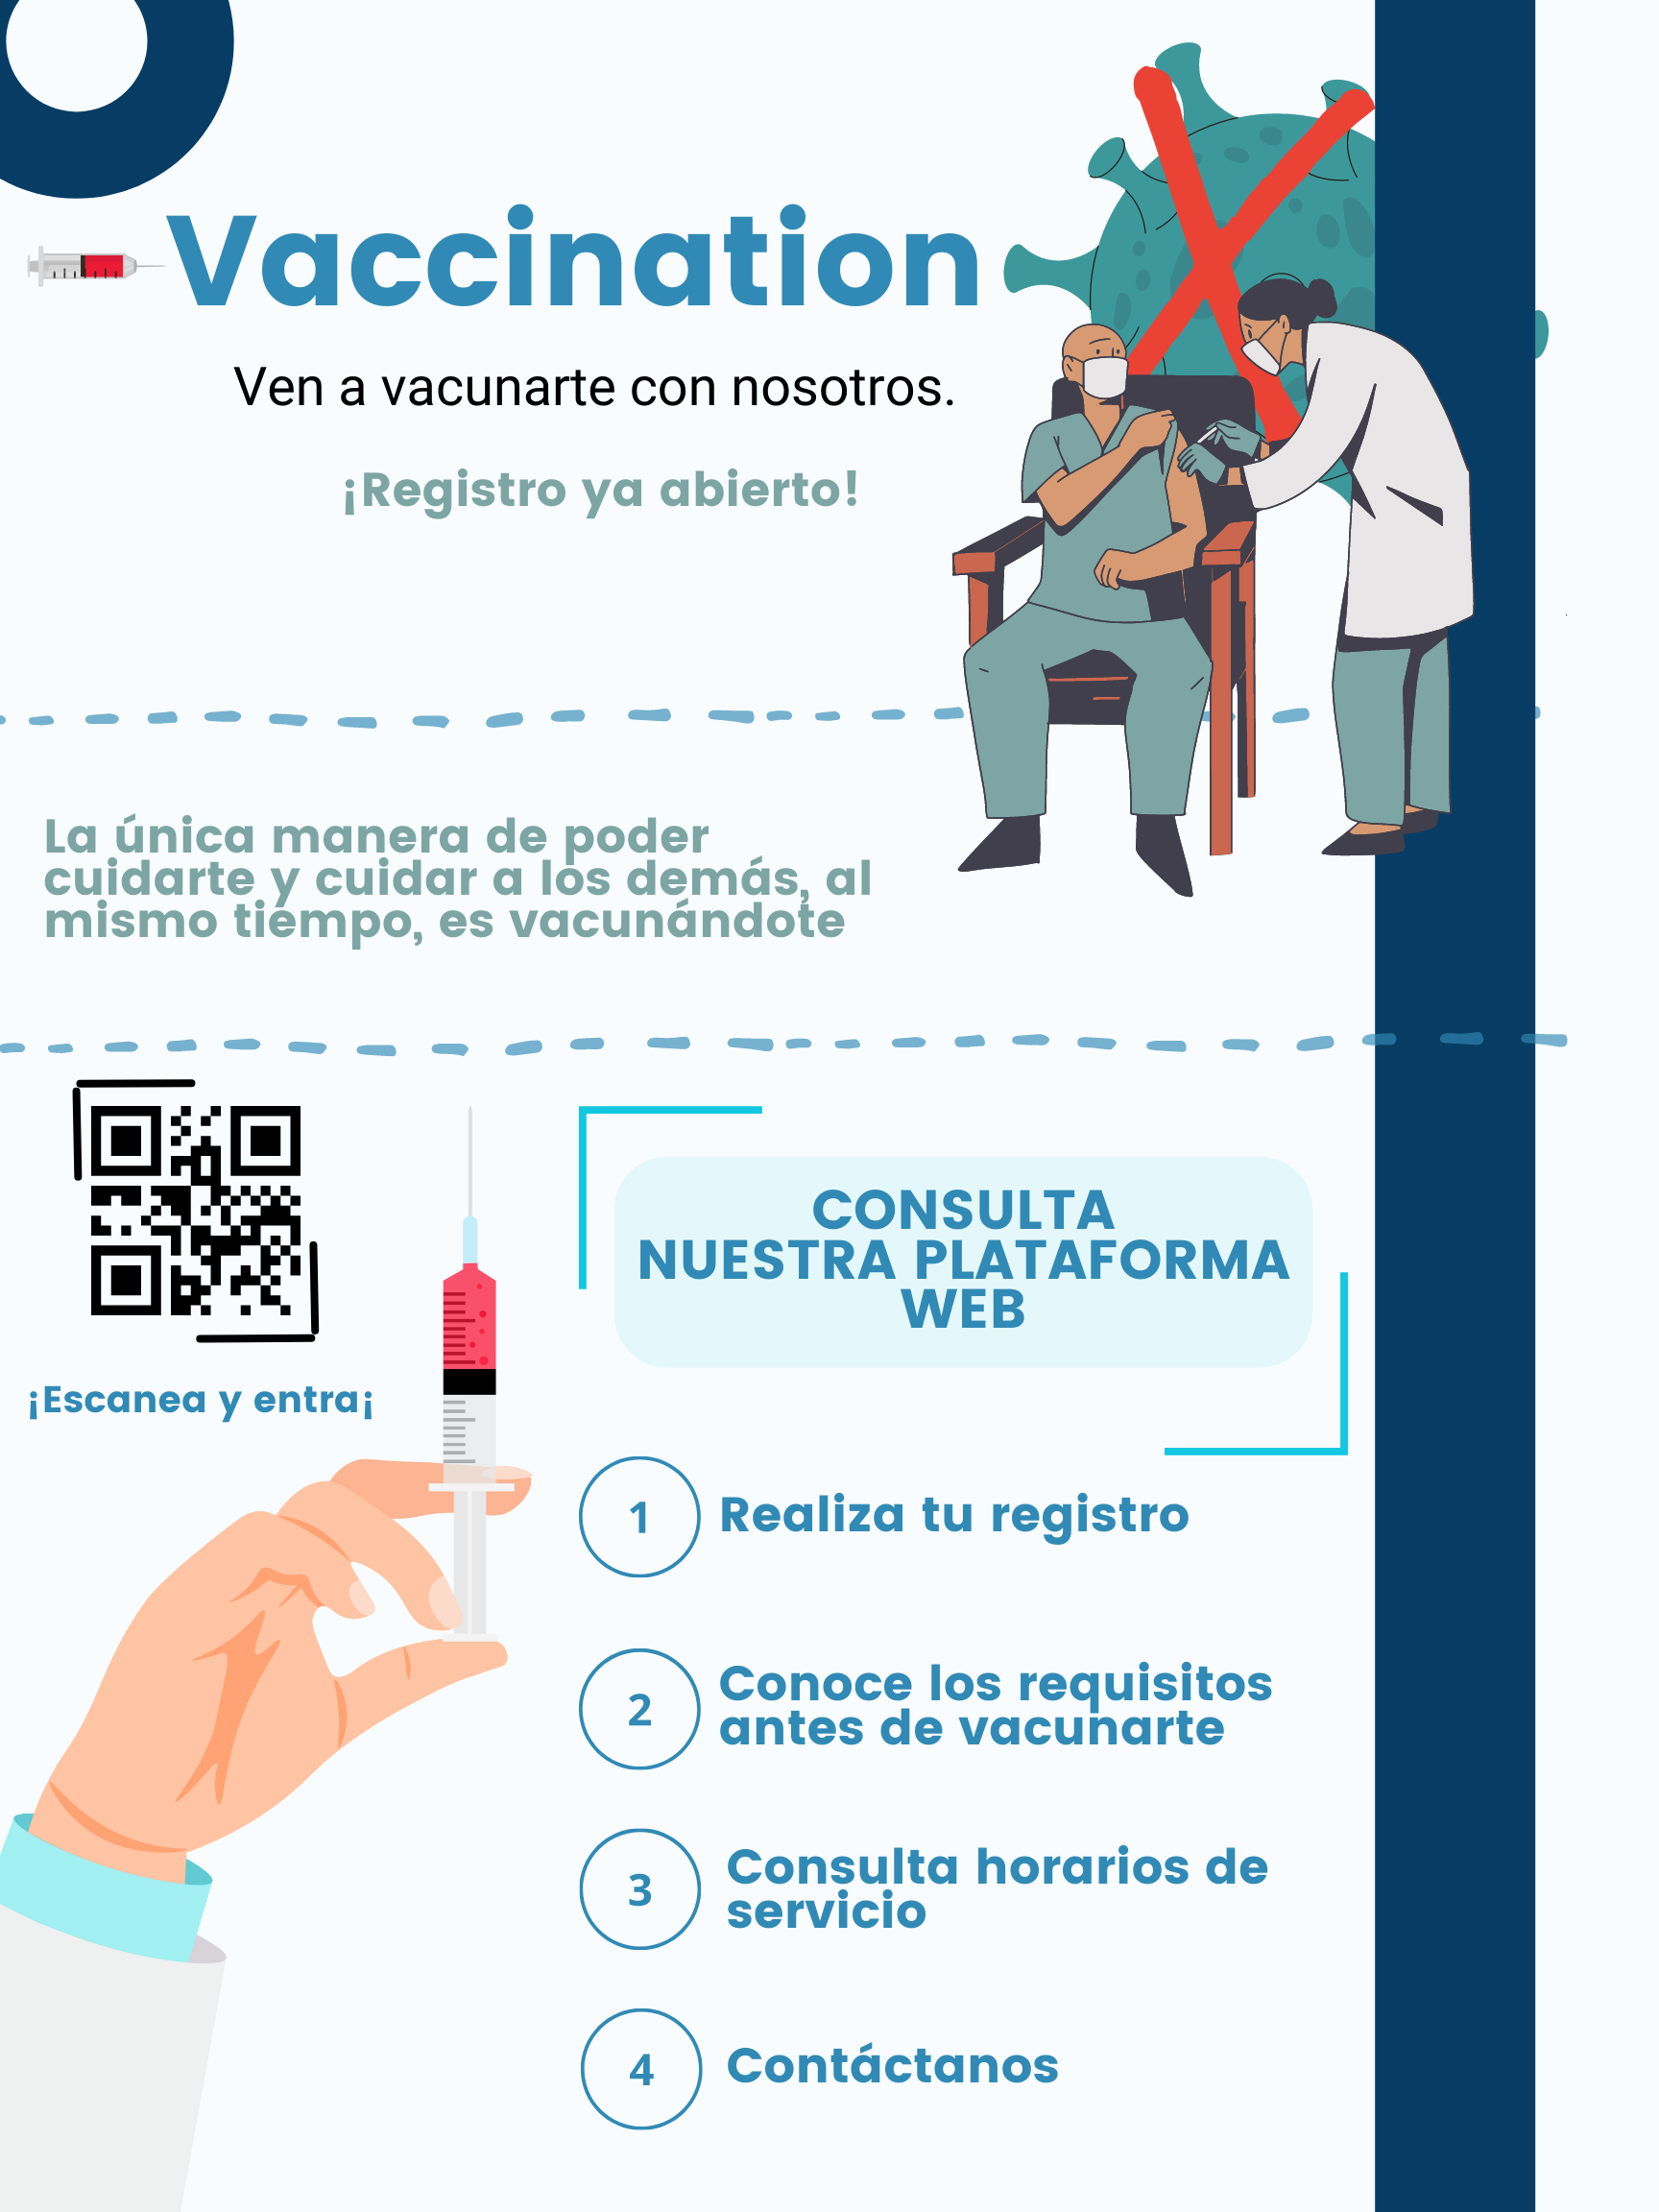 Vaccination
Ven a vacunarte con nosotros.
¡Registro ya abierto!
La única manera de poder
cuidarte y cuidar a los demás, al
mismo tiempo, es vacunándote
¡Escanea y entra¡
CONSULTA
NUESTRA PLATAFORMA
WEB
1 Realiza tu registro
2 Conoce los requisitos
antes de vacunarte
3 Consulta horarios de
servicio
4 Contáctanos